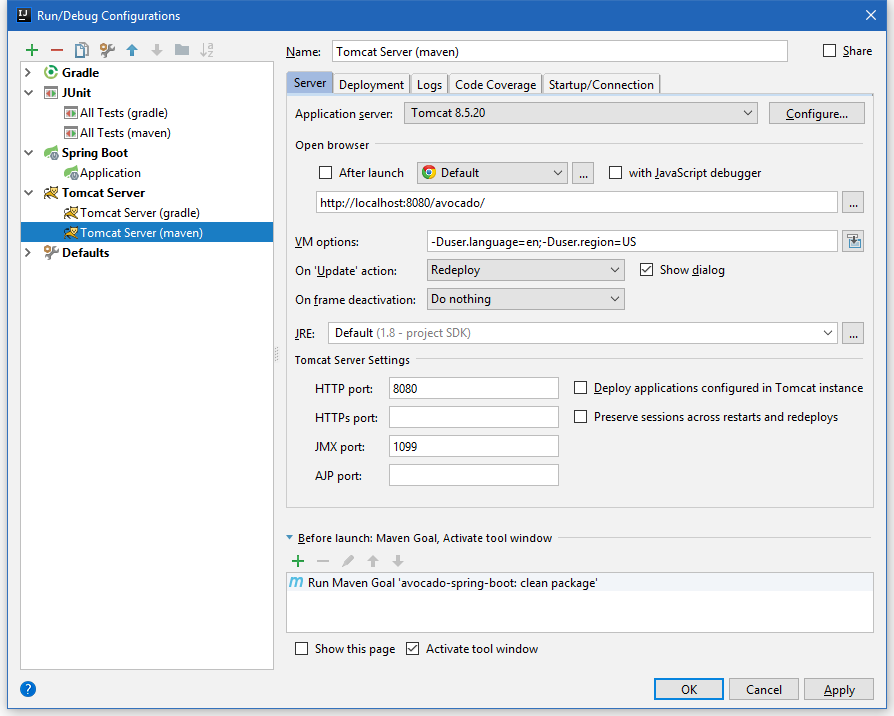 Run/Debug Configurations
Name: Tomcat Server (maven) Share
Gradle
JUnit
All Tests (gradle)
All Tests (maven)
Spring Boot
Application
Tomcat Server
Tomcat Server (gradle)
Tomcat Server (maven)
Defaults
Server Deployment Logs Code Coverage Startup/Connection
Application server: Tomcat 8.5.20 Configure...
Open browser
After launch Default ... with JavaScript debugger
http://localhost:8080/avocado/ ...
VM options: -Duser.language=en;-Duser.region=US
On 'Update' action: Redeploy Show dialog
On frame deactivation: Do nothing
JRE: Default (1.8 - project SDK) ...
Tomcat Server Settings
HTTP port: 8080 Deploy applications configured in Tomcat instance
HTTPs port: Preserve sessions across restarts and redeploys
JMX port: 1099
AJP port:
Before launch: Maven Goal, Activate tool window
m Run Maven Goal 'avocado-spring-boot: clean package'
Show this page Activate tool window
? OK Cancel Apply